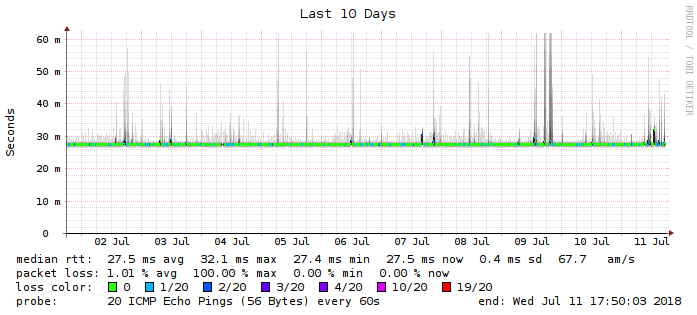 Last 10 Days
RRDTOOL / TOBI OETIKER
Seconds
60 m
50 m
40 m
30 m
20 m
10 m
0
02 Jul 03 Jul 04 Jul 05 Jul 06 Jul 07 Jul 08 Jul 09 Jul 10 Jul 11 Jul
median rtt: 27.5 ms avg 32.1 ms max 27.4 ms min 27.5 ms now 0.4 ms sd 67.7 am/s
packet loss: 1.01 % avg 100.00 % max 0.00 % min 0.00 % now
loss color: 0 1/20 2/20 3/20 4/20 10/20 19/20
probe: 20 ICMP Echo Pings (56 Bytes) every 60s end: Wed Jul 11 17:50:03 2018